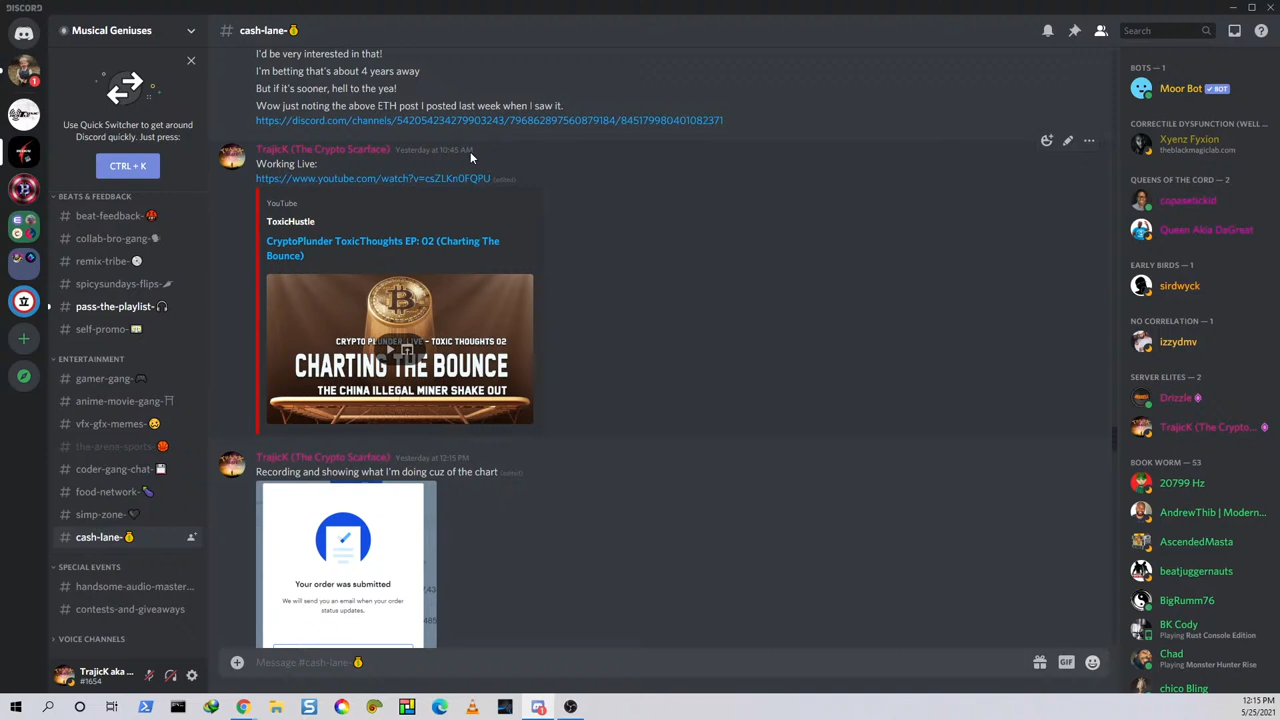 DISCORD
Musical Geniuses
Use Quick Switcher to get around
Discord quickly. Just press:
CTRL + K
BEATS & FEEDBACK
# beat-feedback-
# collab-bro-gang-
# remix-tribe-
# spicysundays-flips-
# pass-the-playlist-
# self-promo-
ENTERTAINMENT
# gamer-gang-
# anime-movie-gang-
# vfx-gfx-memes-
# the-arena-sports-
# coder-gang-chat-
# food-network-
# simp-zone-
# cash-lane-
SPECIAL EVENTS
# handsome-audio-master...
# contests-and-giveaways
VOICE CHANNELS
TrajicK aka ...
#1654
# cash-lane-
Search
I'd be very interested in that!
I'm betting that's about 4 years away
But if it's sooner, hell to the yea!
Wow just noting the above ETH post I posted last week when I saw it.
https://discord.com/channels/542054234279903243/796862897560879184/845179980401082371
TrajicK (The Crypto Scarface) Yesterday at 10:45 AM
Working Live:
https://www.youtube.com/watch?v=csZLKn0FQPU (edited)
YouTube
ToxicHustle
CryptoPlunder ToxicThoughts EP: 02 (Charting The
Bounce)
CRYPTO PLUNDER LIVE - TOXIC THOUGHTS 02
CHARTING THE BOUNCE
THE CHINA ILLEGAL MINER SHAKE OUT
TrajicK (The Crypto Scarface) Yesterday at 12:15 PM
Recording and showing what I'm doing cuz of the chart (edited)
Your order was submitted
We will send you an email when your order
status updates.
Message #cash-lane-
GIF
BOTS — 1
Moor Bot BOT
CORRECTILE DYSFUNCTION (WELL ...
Xyenz Fyxion
theblackmagiclab.com
QUEENS OF THE CORD — 2
copasetickid
Queen Akia DaGreat
EARLY BIRDS — 1
sirdwyck
NO CORRELATION — 1
izzydmv
SERVER ELITES — 2
Drizzle
TrajicK (The Crypto...
BOOK WORM — 53
20799 Hz
AndrewThib | Modern...
AscendedMasta
beatjuggernauts
BigRumm76
BK Cody
Playing Rust Console Edition
Chad
Playing Monster Hunter Rise
chico Bling
12:15 PM
5/25/2021